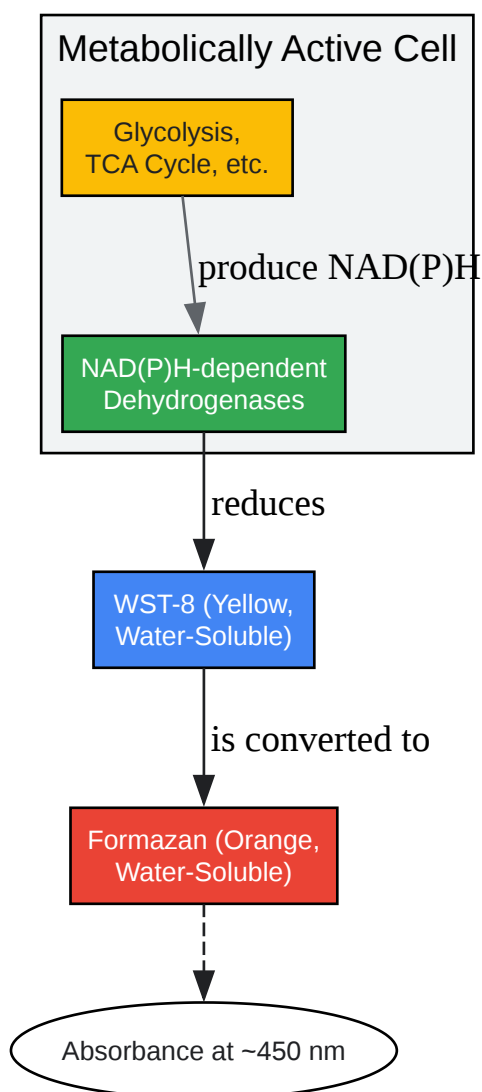 Metabolically Active Cell
Glycolysis,
TCA Cycle, etc.
produce NAD(P)H
NAD(P)H-dependent
Dehydrogenases
reduces
WST-8 (Yellow,
Water-Soluble)
is converted to
Formazan (Orange,
Water-Soluble)
Absorbance at ~450 nm